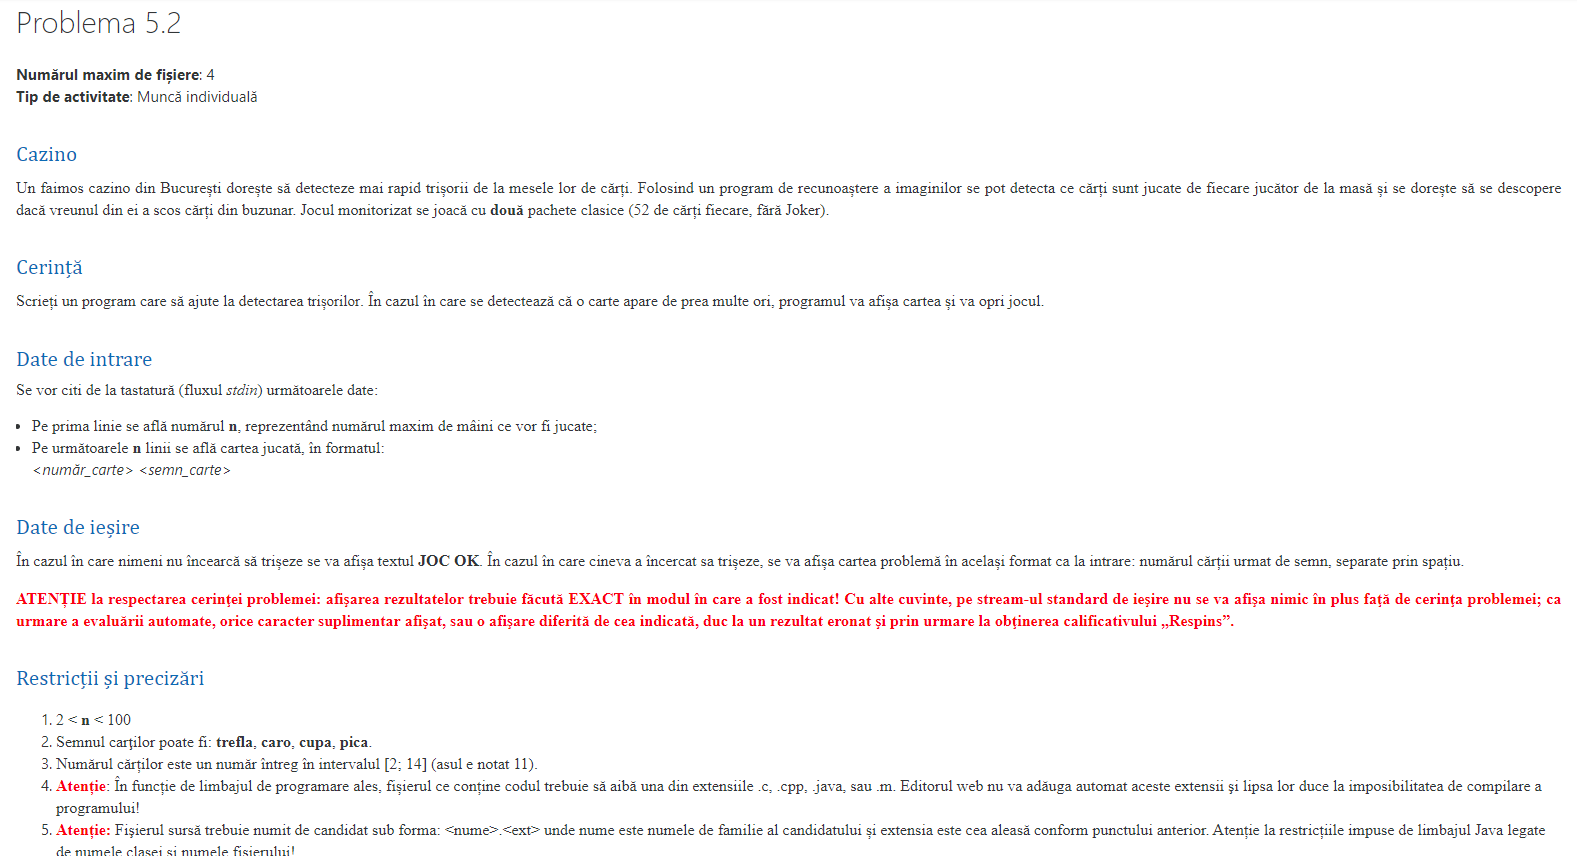 Problema 5.2
Numărul maxim de fișiere: 4
Tip de activitate: Muncă individuală
Cazino
Un faimos cazino din București dorește să detecteze mai rapid trișorii de la mesele lor de cărți. Folosind un program de recunoaștere a imaginilor se pot detecta ce cărți sunt jucate de fiecare jucător de la masă și se dorește să se descopere
dacă vreunul din ei a scos cărți din buzunar. Jocul monitorizat se joacă cu două pachete clasice (52 de cărți fiecare, fără Joker).
Cerință
Scrieți un program care să ajute la detectarea trișorilor. În cazul în care se detectează că o carte apare de prea multe ori, programul va afișa cartea și va opri jocul.
Date de intrare
Se vor citi de la tastatură (fluxul stdin) următoarele date:
• Pe prima linie se află numărul n, reprezentând numărul maxim de mâini ce vor fi jucate;
• Pe următoarele n linii se află cartea jucată, în formatul:
<număr_carte> <semn_carte>
Date de ieșire
În cazul în care nimeni nu încearcă să trișeze se va afișa textul JOC OK. În cazul în care cineva a încercat sa trișeze, se va afișa cartea problemă în același format ca la intrare: numărul cărții urmat de semn, separate prin spațiu.
ATENȚIE la respectarea cerinței problemei: afișarea rezultatelor trebuie făcută EXACT în modul în care a fost indicat! Cu alte cuvinte, pe stream-ul standard de ieșire nu se va afișa nimic în plus față de cerința problemei; ca
urmare a evaluării automate, orice caracter suplimentar afișat, sau o afișare diferită de cea indicată, duc la un rezultat eronat și prin urmare la obținerea calificativului „Respins”.
Restricții și precizări
1. 2 < n < 100
2. Semnul carților poate fi: trefla, caro, cupa, pica.
3. Numărul cărților este un număr întreg în intervalul [2; 14] (asul e notat 11).
4. Atenție: În funcție de limbajul de programare ales, fișierul ce conține codul trebuie să aibă una din extensiile .c, .cpp, .java, sau .m. Editorul web nu va adăuga automat aceste extensii și lipsa lor duce la imposibilitatea de compilare a
programului!
5. Atenție: Fișierul sursă trebuie numit de candidat sub forma: <nume>.<ext> unde nume este numele de familie al candidatului și extensia este cea aleasă conform punctului anterior. Atenție la restricțiile impuse de limbajul Java legate
de numele clasei și numele fișierului!